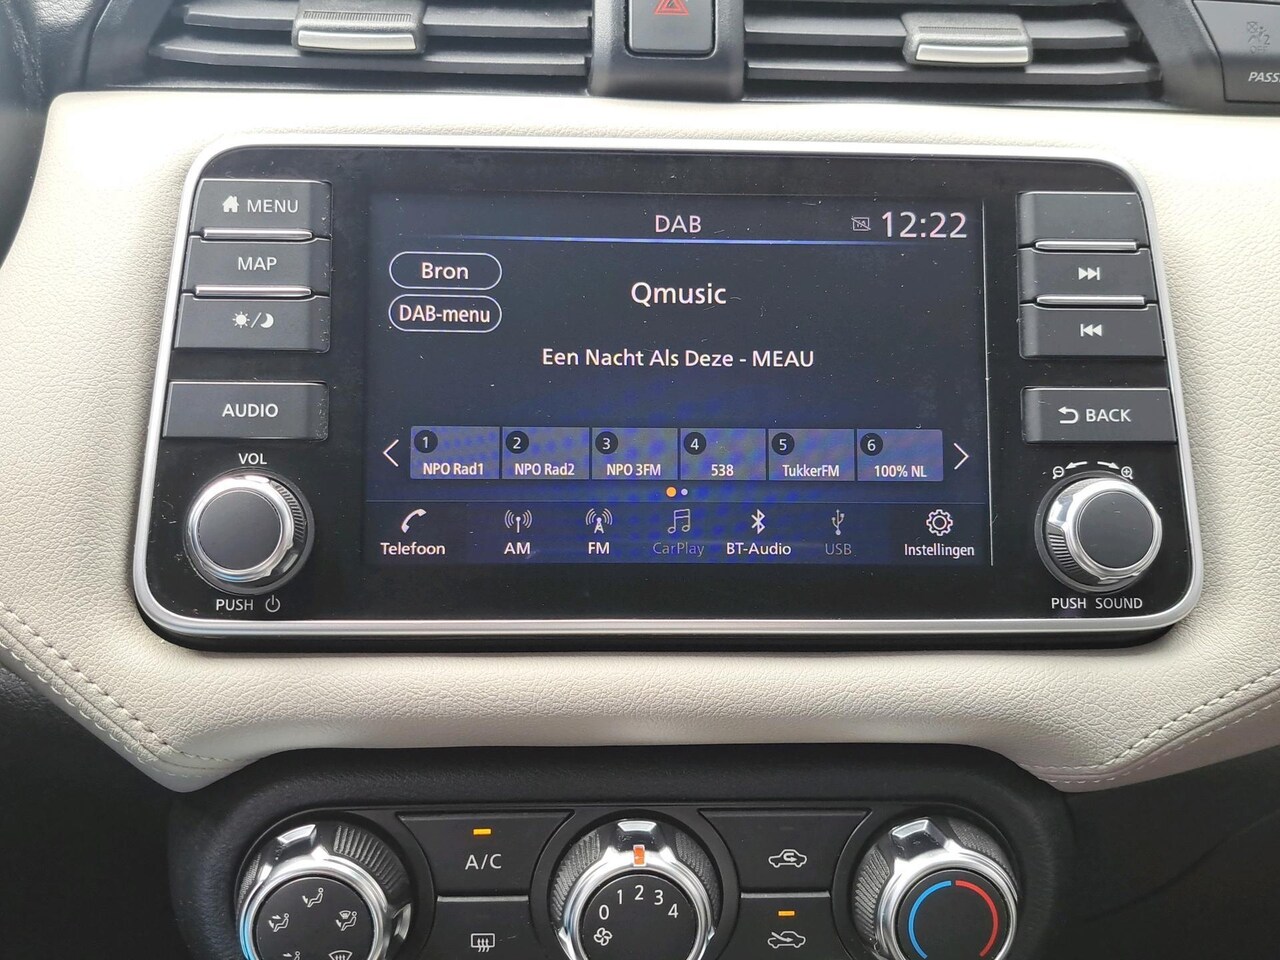 PASS
MENU
MAP
AUDIO
VOL
PUSH
DAB
TA
12:22
Bron
DAB-menu
Qmusic
Een Nacht Als Deze - MEAU
1
NPO Rad1
2
NPO Rad2
3
NPO 3FM
4
538
5
TukkerFM
6
100% NL
Telefoon
AM
FM
CarPlay
BT-Audio
USB
Instellingen
BACK
PUSH SOUND
A/C
0 1 2 3 4